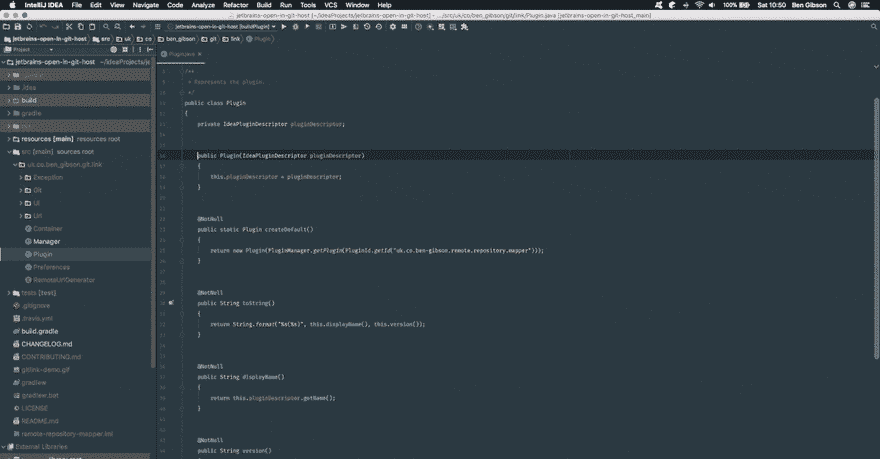 IntelliJ IDEA File Edit View Navigate Code Analyze Refactor Build Run Tools VCS Window Help 100% Sat 10:50 Ben Gibson
jetbrains-open-in-git-host [~/IdeaProjects/jetbrains-open-in-git-host] - .../src/uk/co/ben_gibson/git/link/Plugin.java [jetbrains-open-in-git-host_main]
jetbrains-open-in-git-host [buildPlugin]
jetbrains-open-in-git-host src uk co ben_gibson git link Plugin
Project
Plugin.java
jetbrains-open-in-git-host ~/IdeaProjects/je
.idea
build
gradle
resources [main] resources root
src [main] sources root
uk.co.ben_gibson.git.link
Exception
Git
UI
Url
Container
Manager
Plugin
Preferences
RemoteUrlGenerator
tests [test]
.gitignore
.travis.yml
build.gradle
CHANGELOG.md
CONTRIBUTING.md
gitlink-demo.gif
gradlew
gradlew.bat
LICENSE
README.md
remote-repository-mapper.iml
External Libraries
/**
* Represents the plugin.
*/
public class Plugin
{
private IdeaPluginDescriptor pluginDescriptor;
public Plugin(IdeaPluginDescriptor pluginDescriptor)
{
this.pluginDescriptor = pluginDescriptor;
}
@NotNull
public static Plugin createDefault()
{
return new Plugin(PluginManager.getPlugin(PluginId.getId("uk.co.ben-gibson.remote.repository.mapper")));
}
@NotNull
public String toString()
{
return String.format("%s(%s)", this.displayName(), this.version());
}
@NotNull
public String displayName()
{
return this.pluginDescriptor.getName();
}
@NotNull
public String version()